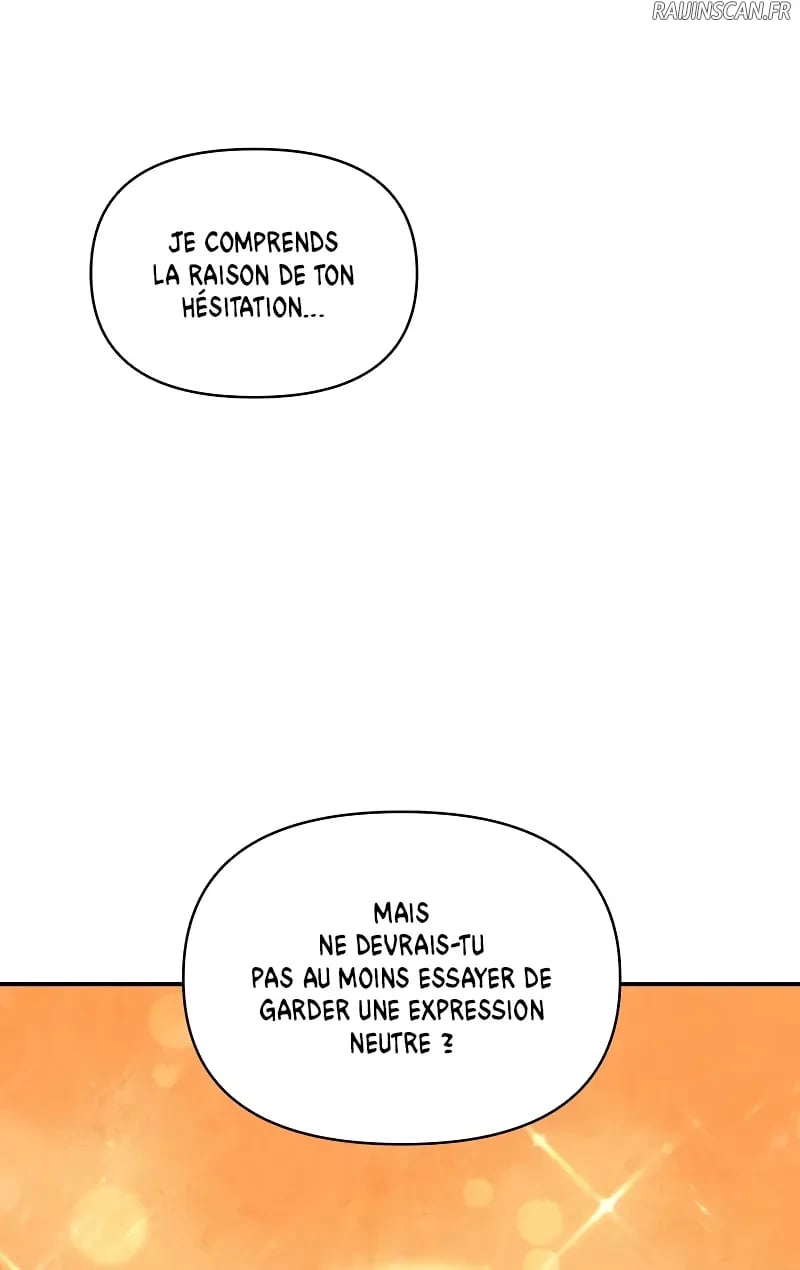 RAIJINSCAN.FR
JE COMPRENDS
LA RAISON DE TON
HÉSITATION...
MAIS
NE DEVRAIS-TU
PAS AU MOINS ESSAYER DE
GARDER UNE EXPRESSION
NEUTRE ?